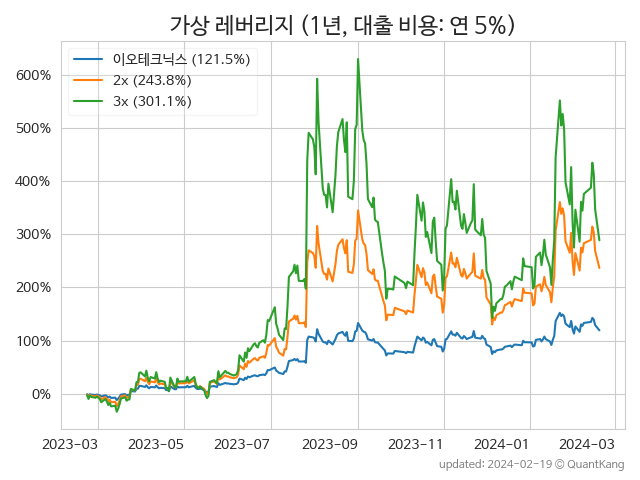 가상 레버리지 (1년, 대출 비용: 연 5%)
이오테크닉스 (121.5%)
2x (243.8%)
3x (301.1%)
600%
500%
400%
300%
200%
100%
0%
2023-03 2023-05 2023-07 2023-09 2023-11 2024-01 2024-03
updated: 2024-02-19 © QuantKang